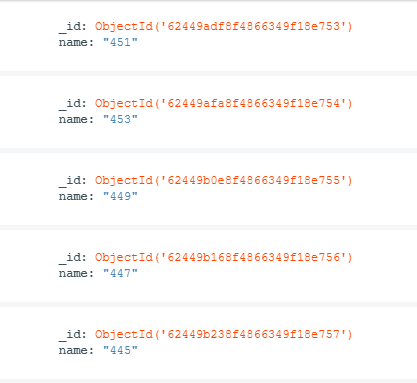 _id: ObjectId('62449adf8f4866349f18e753')
name: "451"
_id: ObjectId('62449afa8f4866349f18e754')
name: "453"
_id: ObjectId('62449b0e8f4866349f18e755')
name: "449"
_id: ObjectId('62449b168f4866349f18e756')
name: "447"
_id: ObjectId('62449b238f4866349f18e757')
name: "445"